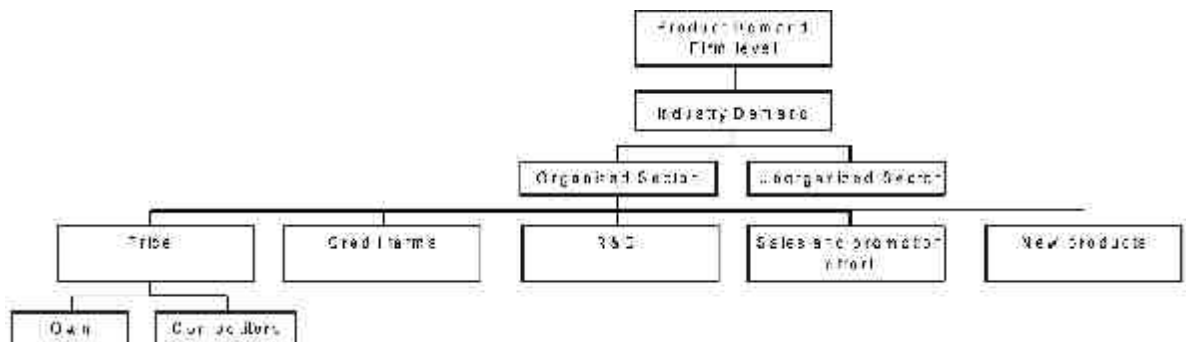 Product Demand
Firm level
Industry Demand
Organised Sector
Unorganised Sector
Price
Credit terms
R&D
Sales and promotion
effort
New products
Own
Competitors